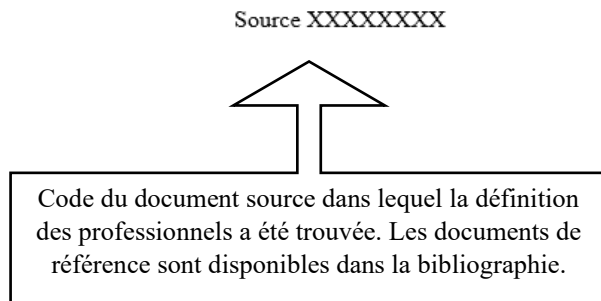 Source XXXXXXXX
Code du document source dans lequel la définition
des professionnels a été trouvée. Les documents de
référence sont disponibles dans la bibliographie.